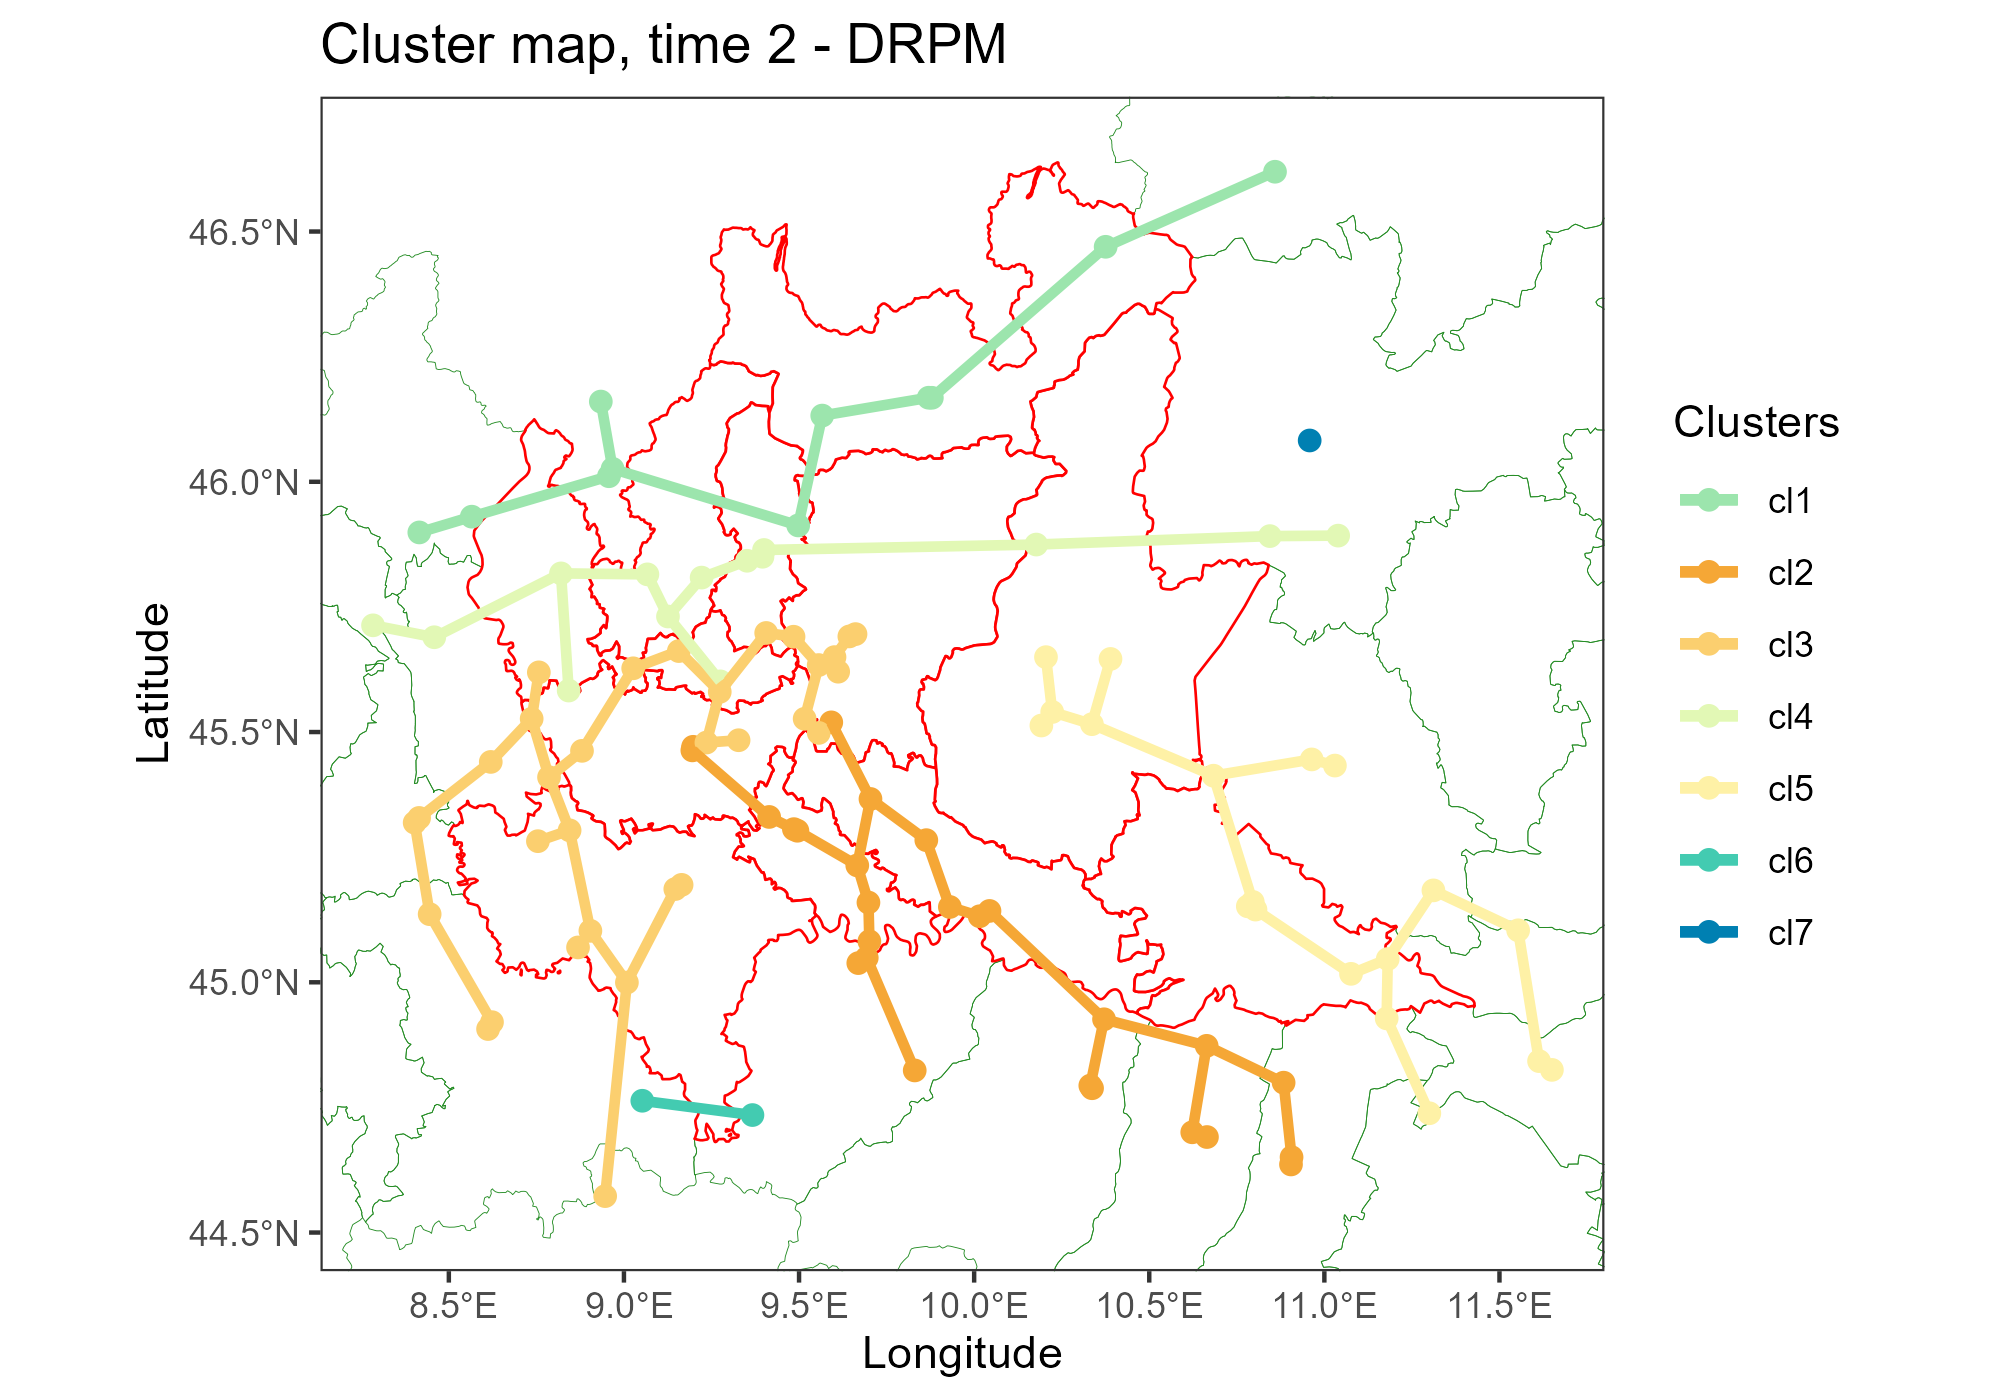 Cluster map, time 2 - DRPM
46.5°N
46.0°N
45.5°N
45.0°N
44.5°N
Latitude
8.5°E
9.0°E
9.5°E
10.0°E
10.5°E
11.0°E
11.5°E
Longitude
Clusters
cl1
cl2
cl3
cl4
cl5
cl6
cl7